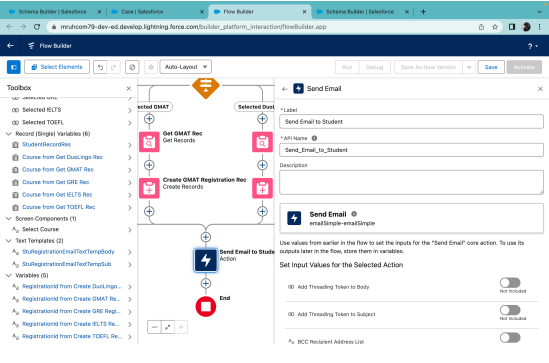 Schema Builder | Salesforce
Case | Salesforce
Flow Builder
Schema Builder | Salesforce
mruhcom79-dev-ed.develop.lightning.force.com/builder_platform_interaction/flowBuilder.app
Flow Builder
?
Select Elements
Auto-Layout
Run
Debug
Save As New Version
Save
Activate
Toolbox
Selected GRE
Selected IELTS
Selected TOEFL
Record (Single) Variables (6)
StudentRecordRes
Course from Get DuoLingo Rec
Course from Get GMAT Rec
Course from Get GRE Rec
Course from Get IELTS Rec
Course from Get TOEFL Rec
Screen Components (1)
Select Course
Text Templates (2)
StuRegistrationEmailTextTempBody
StuRegistrationEmailTextTempSub
Variables (5)
RegistrationId from Create DuoLingo...
RegistrationId from Create GMAT Re...
RegistrationId from Create GRE Regi...
RegistrationId from Create IELTS Re...
RegistrationId from Create TOEFL Re...
ected GMAT
Selected Duol
Get GMAT Rec
Get Records
Create GMAT Registration Rec
Create Records
Send Email to Stude
Action
End
Send Email
* Label
Send Email to Student
* API Name
Send_Email_to_Student
Description
Send Email
emailSimple-emailSimple
Use values from earlier in the flow to set the inputs for the "Send Email" core action. To use its
outputs later in the flow, store them in variables.
Set Input Values for the Selected Action
Add Threading Token to Body
Not Included
Add Threading Token to Subject
Not Included
BCC Recipient Address List